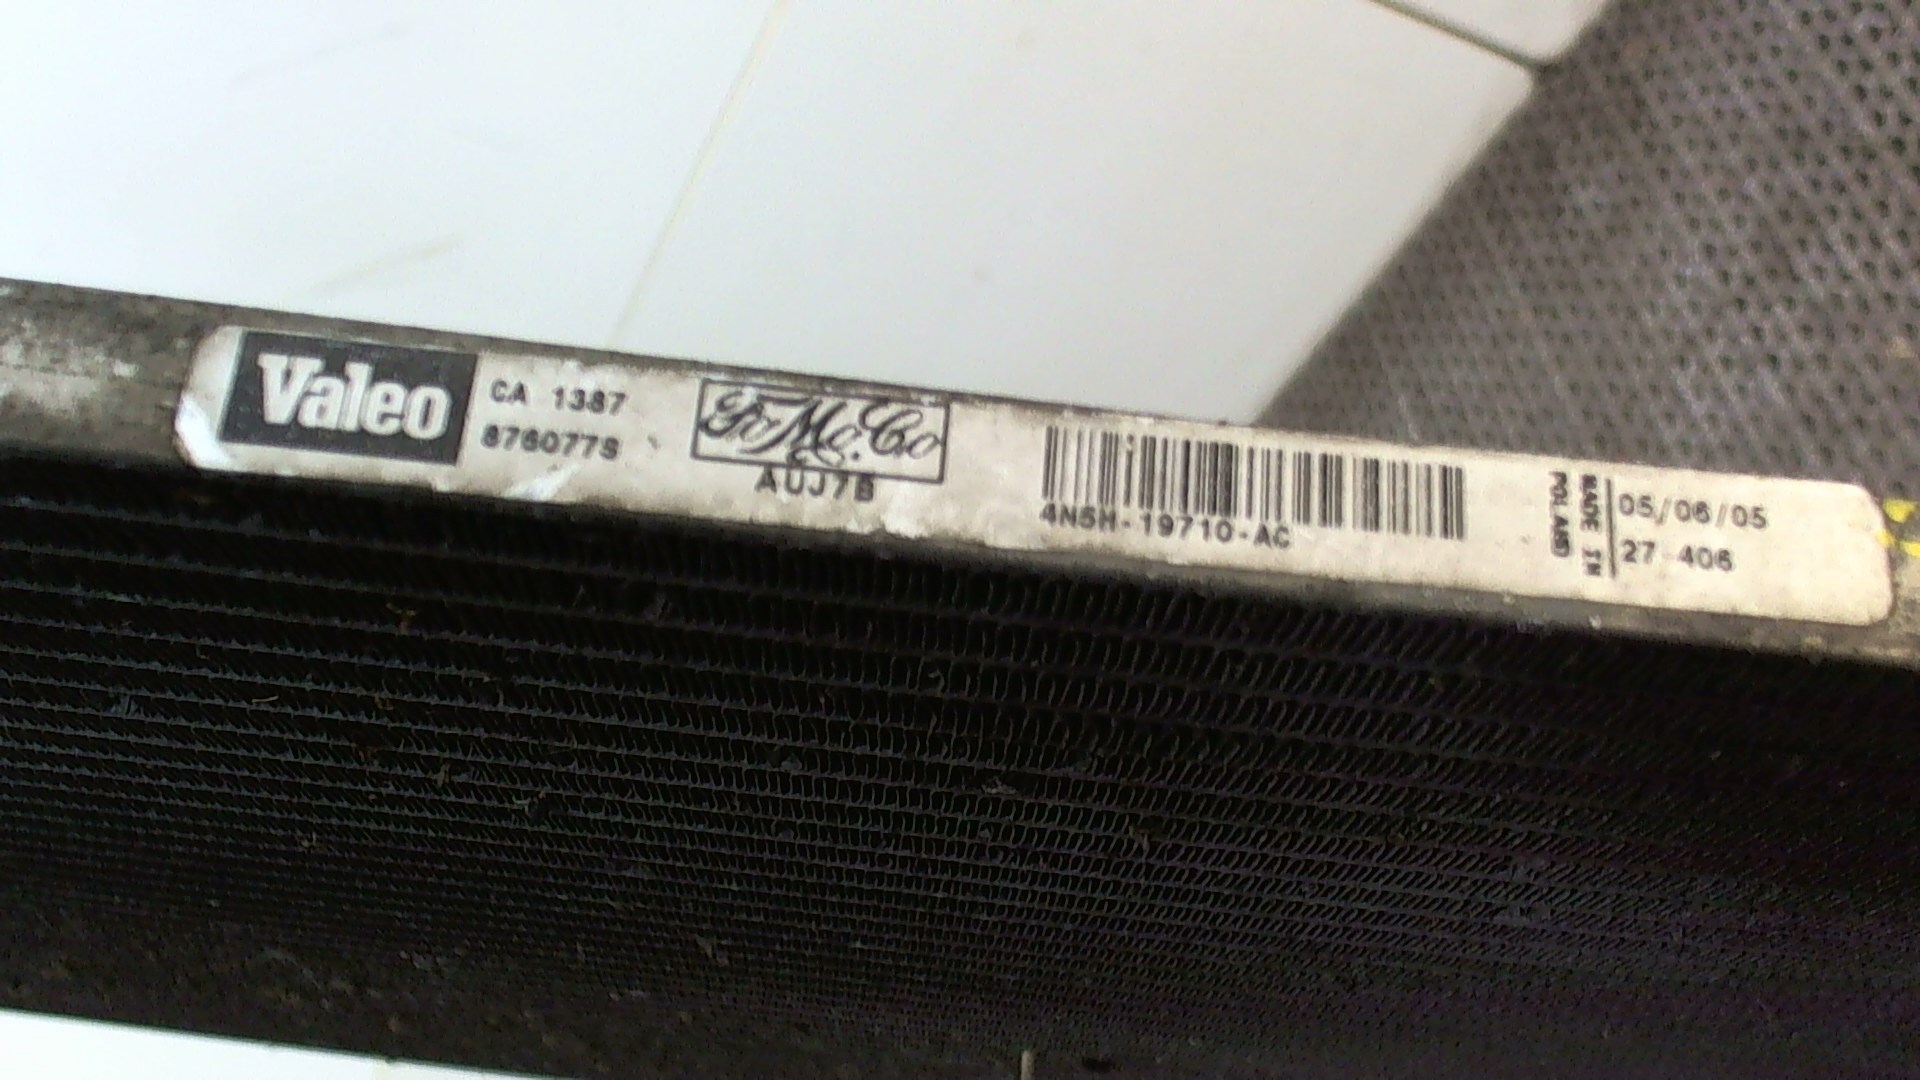 Valeo
CA 1387
876077S
FoMoCo
AUJ7B
4N5H-19710-AC
MADE IN
POLAND
05/06/05
27 406